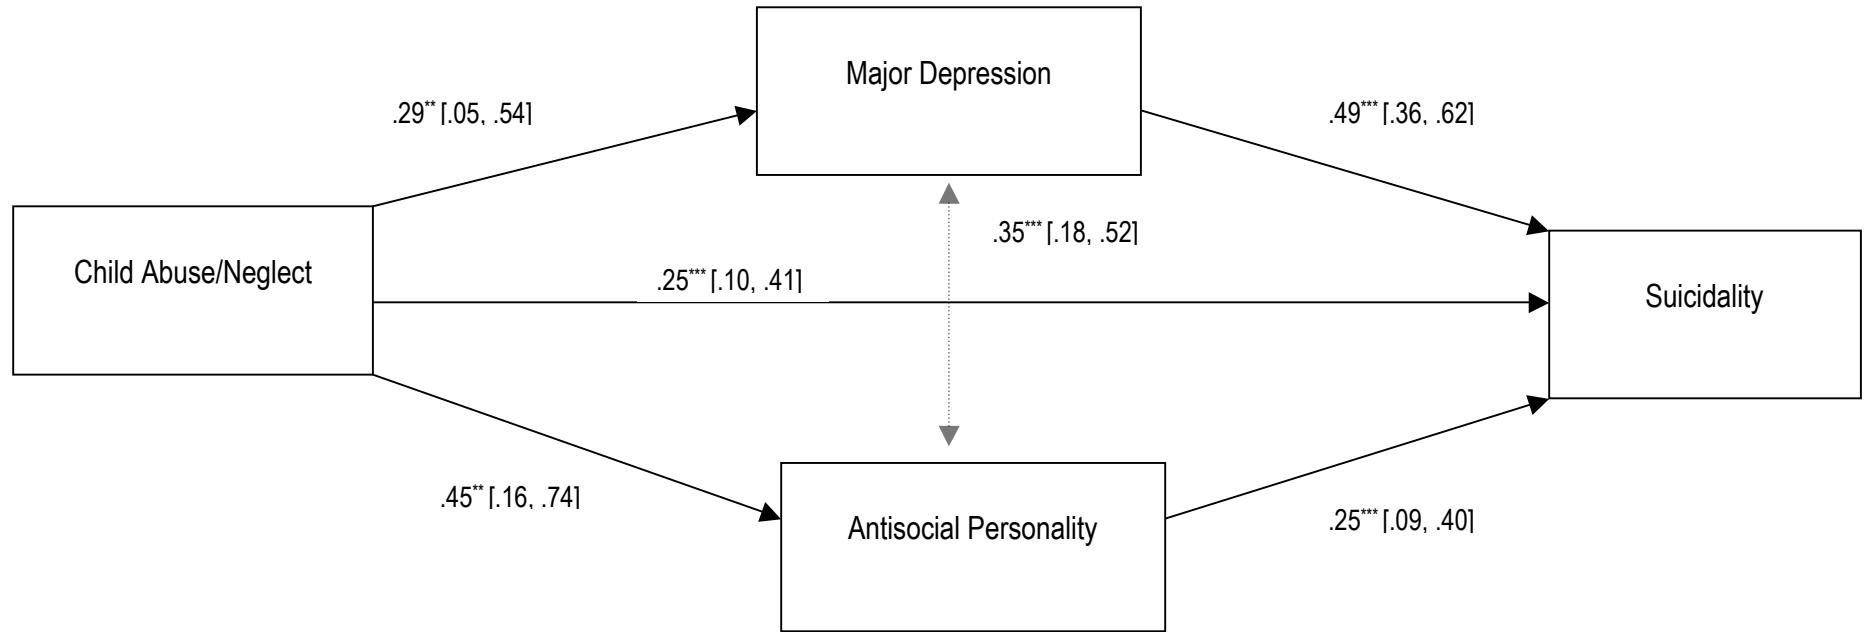 Major Depression
.29** [.05, .54]
.49*** [.36, .62]
.35*** [.18, .52]
Child Abuse/Neglect
.25*** [.10, .41]
Suicidality
.45** [.16, .74]
Antisocial Personality
.25*** [.09, .40]